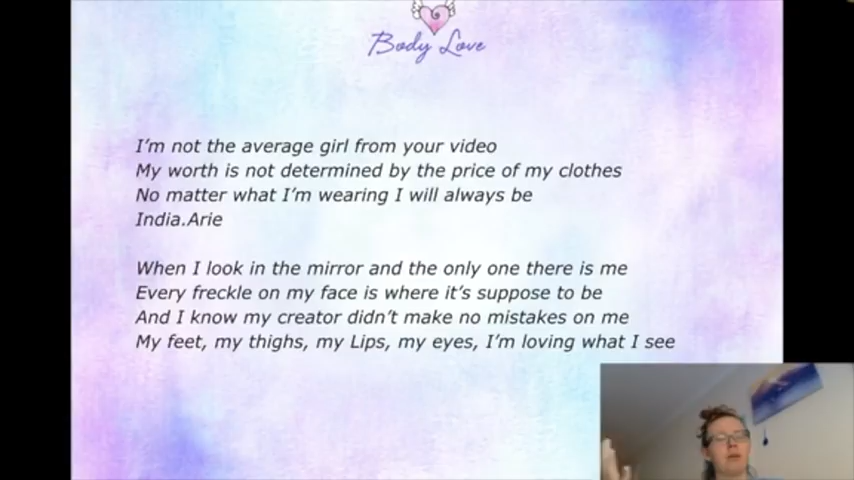 Body Love
I'm not the average girl from your video
My worth is not determined by the price of my clothes
No matter what I'm wearing I will always be
India.Arie
When I look in the mirror and the only one there is me
Every freckle on my face is where it's suppose to be
And I know my creator didn't make no mistakes on me
My feet, my thighs, my Lips, my eyes, I'm loving what I see